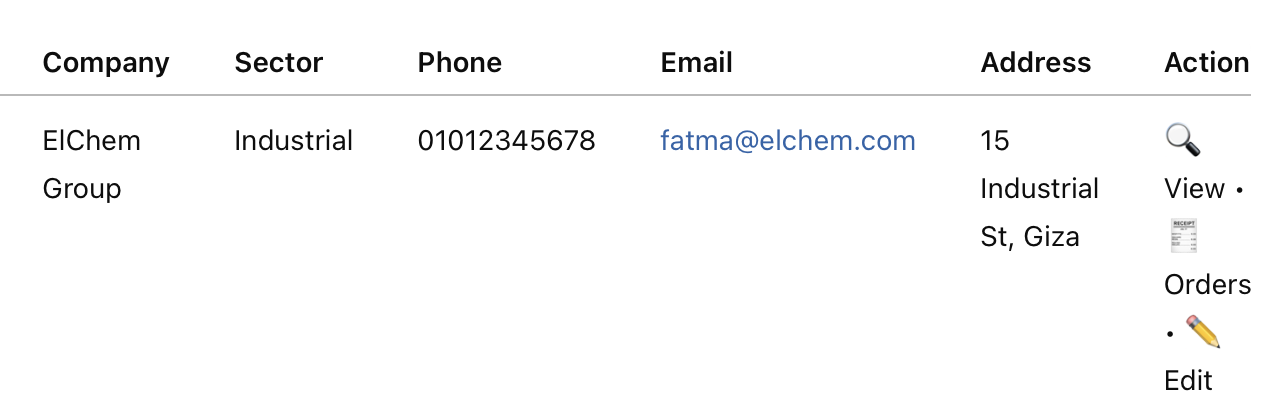 Company Sector Phone Email Address Action
ElChem Industrial 01012345678 fatma@elchem.com 15 🔍
Group Industrial View •
St, Giza 🧾
RECEIPT
Orders
• ✏️
Edit